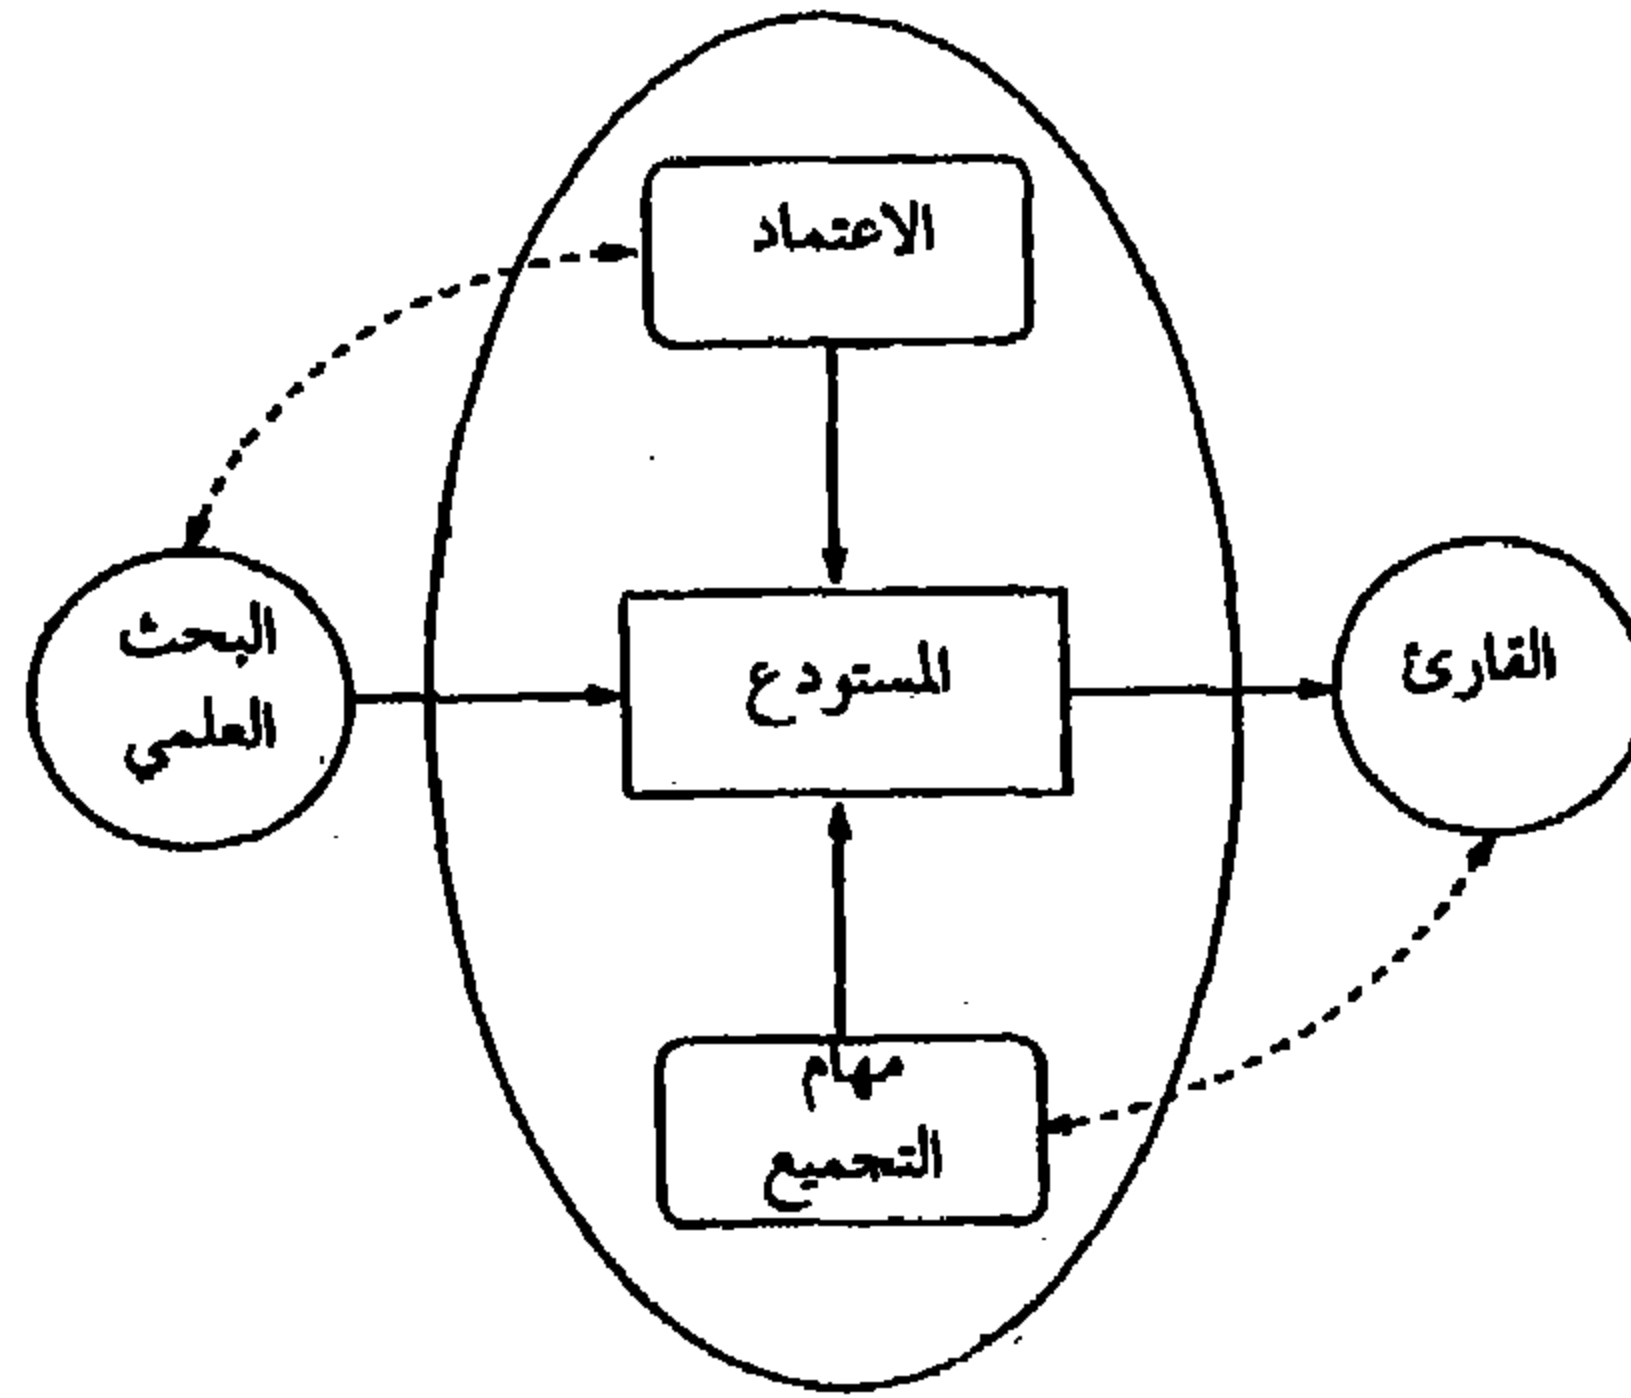 الاعتماد
البحث
العلمي
المستودع
القارئ
مهام
التجميع